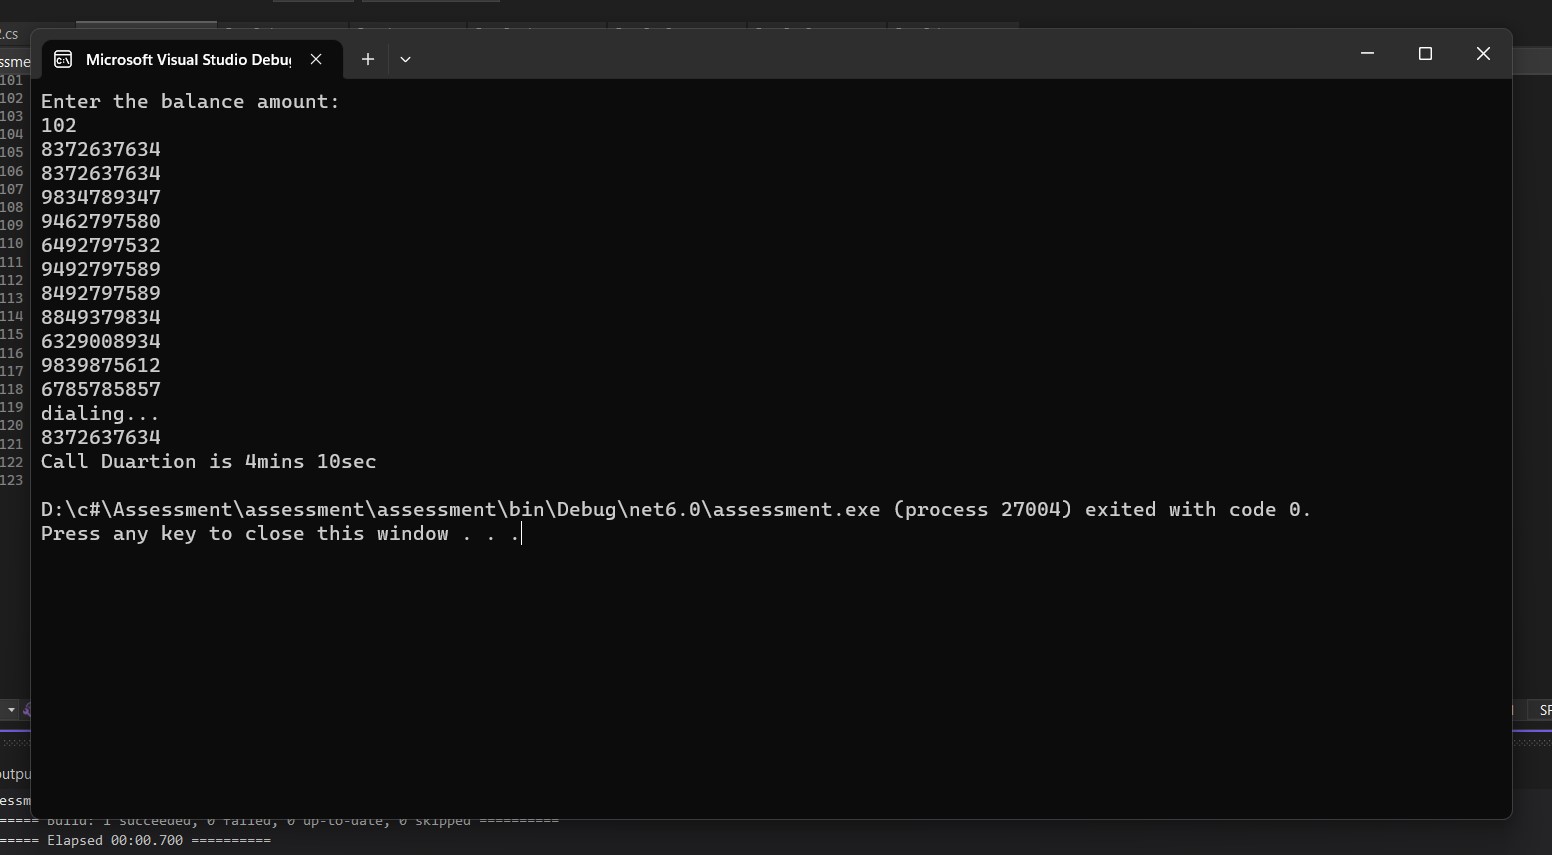 2.cs
Microsoft Visual Studio Debug
ssme
101
102
103
104
105
106
107
108
109
110
111
112
113
114
115
116
117
118
119
120
121
122
123
Enter the balance amount:
102
8372637634
8372637634
9834789347
9462797580
6492797532
9492797589
8492797589
8849379834
6329008934
9839875612
6785785857
dialing...
8372637634
Call Duartion is 4mins 10sec
D:\c#\Assessment\assessment\assessment\bin\Debug\net6.0\assessment.exe (process 27004) exited with code 0.
Press any key to close this window . . .
SP
outpu
essm
===== Build: 1 succeeded, 0 failed, 0 up-to-date, 0 skipped ==========
===== Elapsed 00:00.700 ==========